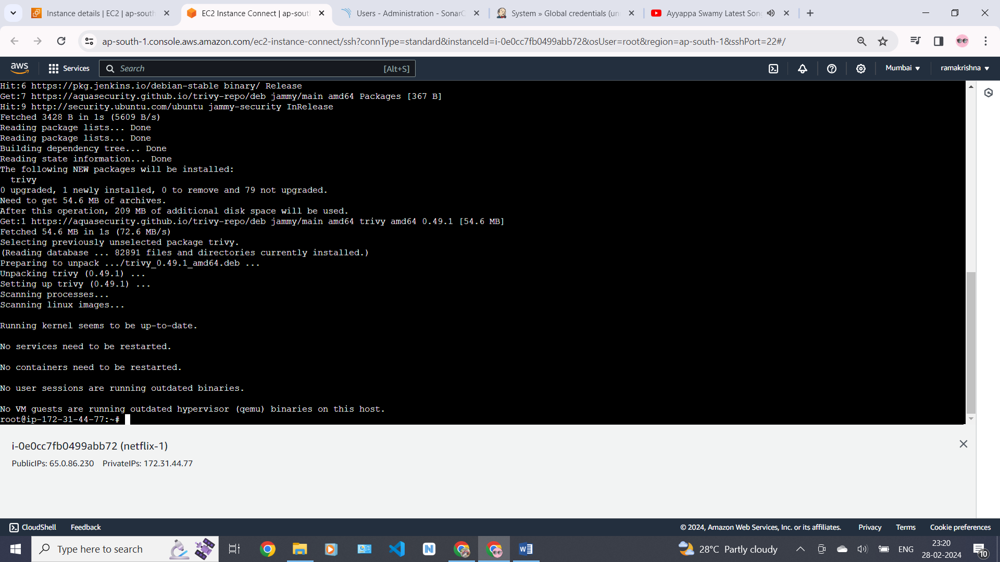 Instance details | EC2 | ap-south
EC2 Instance Connect | ap-sout
Users - Administration - SonarQ
System » Global credentials (un
Ayyappa Swamy Latest Song
ap-south-1.console.aws.amazon.com/ec2-instance-connect/ssh?connType=standard&instanceId=i-0e0cc7fb0499abb72&osUser=root&region=ap-south-1&sshPort=22#/
aws Services Search [Alt+S] Mumbai ramakrishna
Hit:6 https://pkg.jenkins.io/debian-stable binary/ Release
Get:7 https://aquasecurity.github.io/trivy-repo/deb jammy/main amd64 Packages [367 B]
Hit:9 http://security.ubuntu.com/ubuntu jammy-security InRelease
Fetched 3428 B in 1s (5609 B/s)
Reading package lists... Done
Reading package lists... Done
Building dependency tree... Done
Reading state information... Done
The following NEW packages will be installed:
  trivy
0 upgraded, 1 newly installed, 0 to remove and 79 not upgraded.
Need to get 54.6 MB of archives.
After this operation, 209 MB of additional disk space will be used.
Get:1 https://aquasecurity.github.io/trivy-repo/deb jammy/main amd64 trivy amd64 0.49.1 [54.6 MB]
Fetched 54.6 MB in 1s (72.6 MB/s)
Selecting previously unselected package trivy.
(Reading database ... 82891 files and directories currently installed.)
Preparing to unpack .../trivy_0.49.1_amd64.deb ...
Unpacking trivy (0.49.1) ...
Setting up trivy (0.49.1) ...
Scanning processes...
Scanning linux images...
Running kernel seems to be up-to-date.
No services need to be restarted.
No containers need to be restarted.
No user sessions are running outdated binaries.
No VM guests are running outdated hypervisor (qemu) binaries on this host.
root@ip-172-31-44-77:~#
i-0e0cc7fb0499abb72 (netflix-1)
PublicIPs: 65.0.86.230 PrivateIPs: 172.31.44.77
CloudShell Feedback © 2024, Amazon Web Services, Inc. or its affiliates. Privacy Terms Cookie preferences
Type here to search 28°C Partly cloudy ENG 23:20
28-02-2024
10